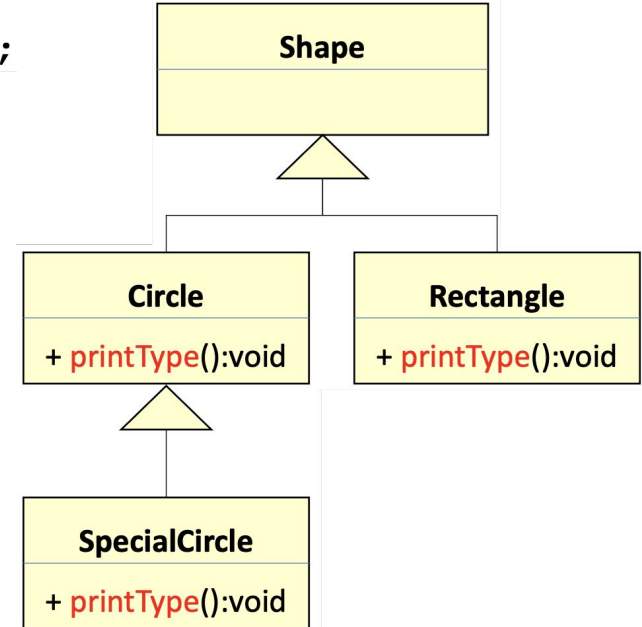 ;
Shape
Circle
Rectangle
+ printType():void
+ printType():void
SpecialCircle
+ printType():void